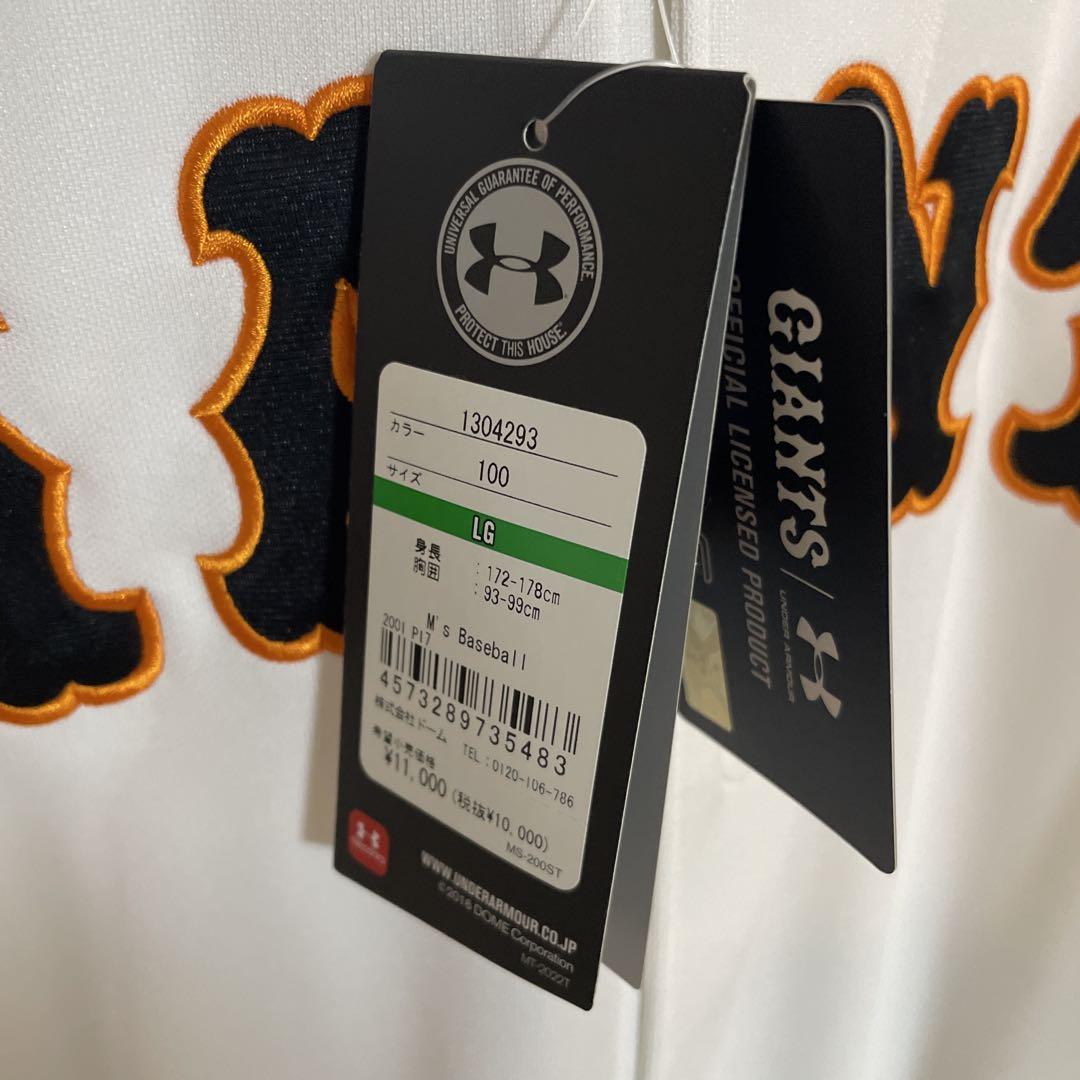 UNIVERSAL GUARANTEE OF PERFORMANCE.
PROTECT THIS HOUSE.
1304293
カラー
100
サイズ
LG
身長 : 172-178cm
胸囲 : 93-99cm
M's Baseball
2001 P17
4573289735483
株式会社ドーム TEL:0120-106-786
希望小売価格
¥11,000 (税抜¥10,000)
MS-200ST
WWW.UNDERARMOUR.CO.JP
©2016 DOME Corporation
MT-2022T
GIANTS/
UNDER ARMOUR
OFFICIAL LICENSED PRODUCT